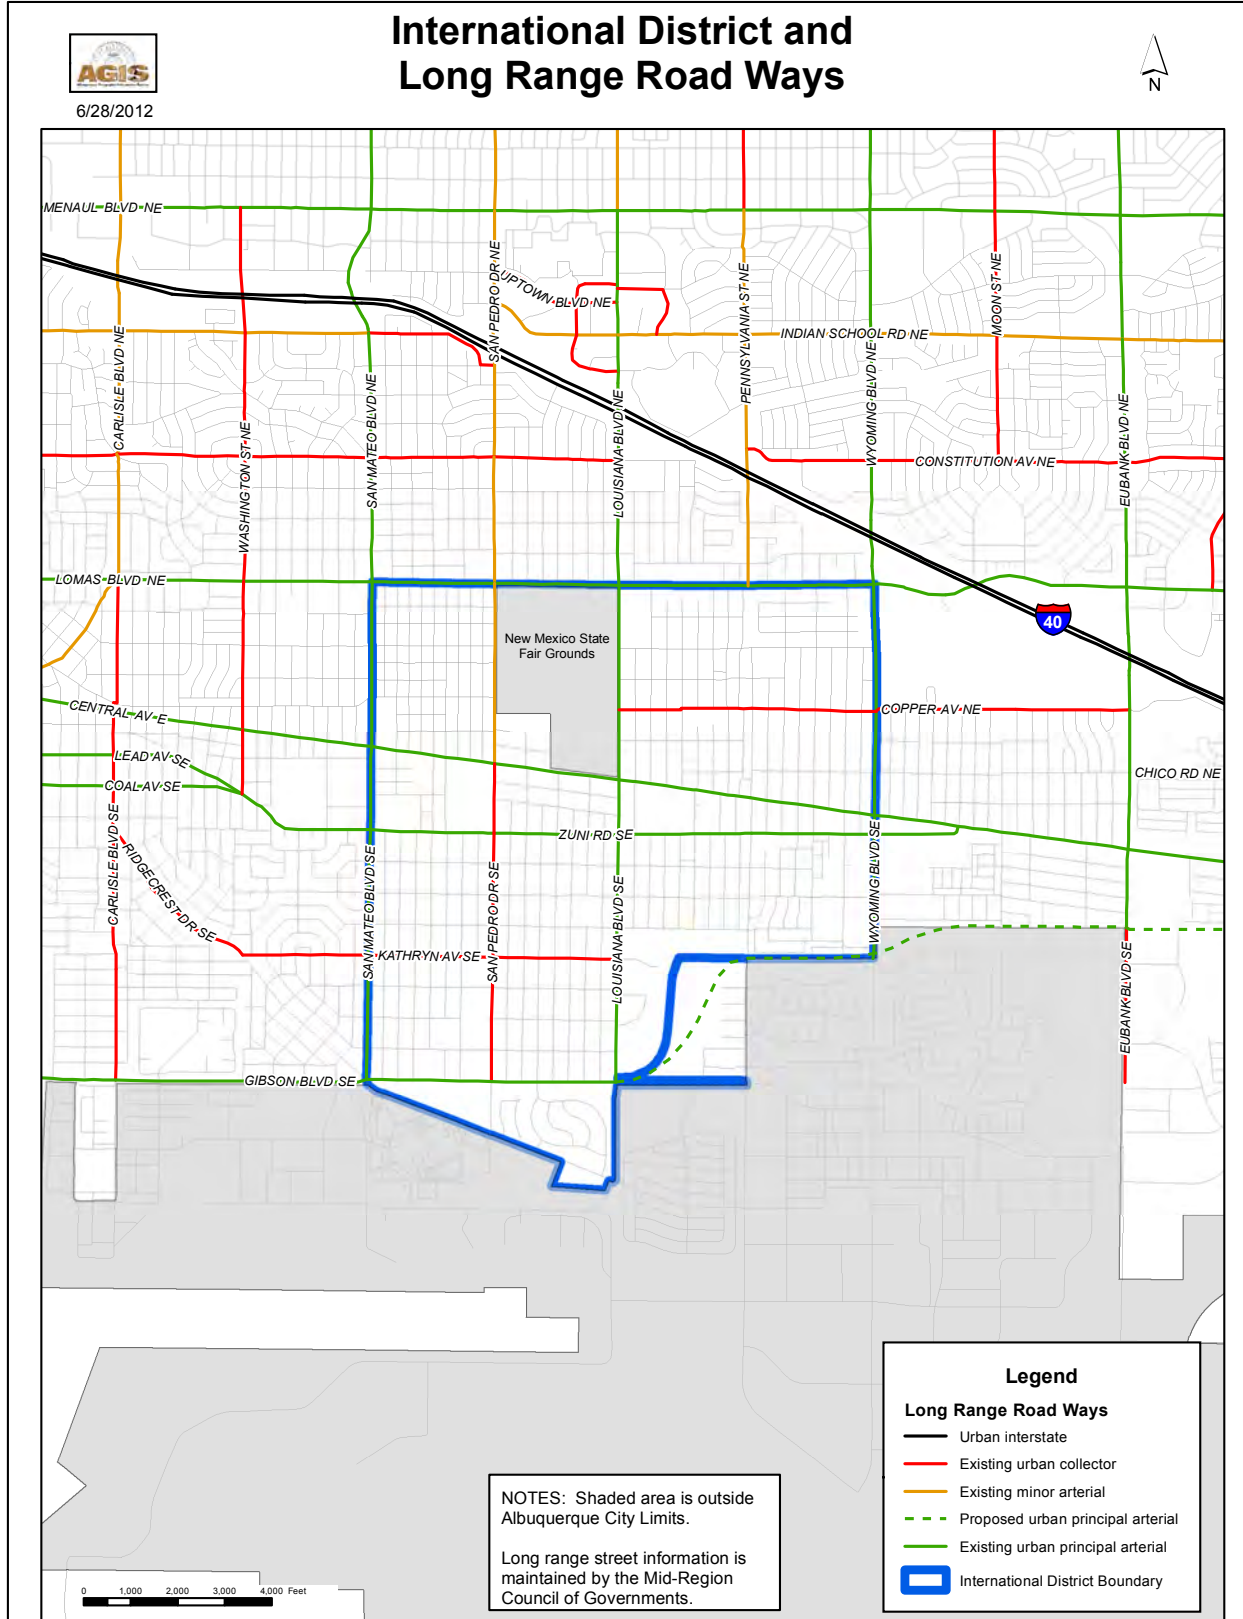 International District and
Long Range Road Ways
AGIS
6/28/2012
N
MENAUL BLVD NE
SAN PEDRO DR NE
UPTOWN BLVD NE
PENNSYLVANIA ST NE
MOON ST NE
INDIAN SCHOOL RD NE
CARLISLE BLVD NE
WASHINGTON ST NE
SAN MATEO BLVD NE
LOUISIANA BLVD NE
WYOMING BLVD NE
EUBANK BLVD NE
CONSTITUTION AV NE
LOMAS BLVD NE
40
New Mexico State
Fair Grounds
CENTRAL AV E
COPPER AV NE
LEAD AV SE
COAL AV SE
CHICO RD NE
ZUNI RD SE
CARLISLE BLVD SE
RIDGECREST DR SE
SAN MATEO BLVD SE
SAN PEDRO DR SE
LOUISIANA BLVD SE
WYOMING BLVD SE
EUBANK BLVD SE
KATHRYN AV SE
GIBSON BLVD SE
Legend
Long Range Road Ways
Urban interstate
Existing urban collector
Existing minor arterial
Proposed urban principal arterial
Existing urban principal arterial
International District Boundary
NOTES: Shaded area is outside
Albuquerque City Limits.
Long range street information is
maintained by the Mid-Region
Council of Governments.
0 1,000 2,000 3,000 4,000 Feet